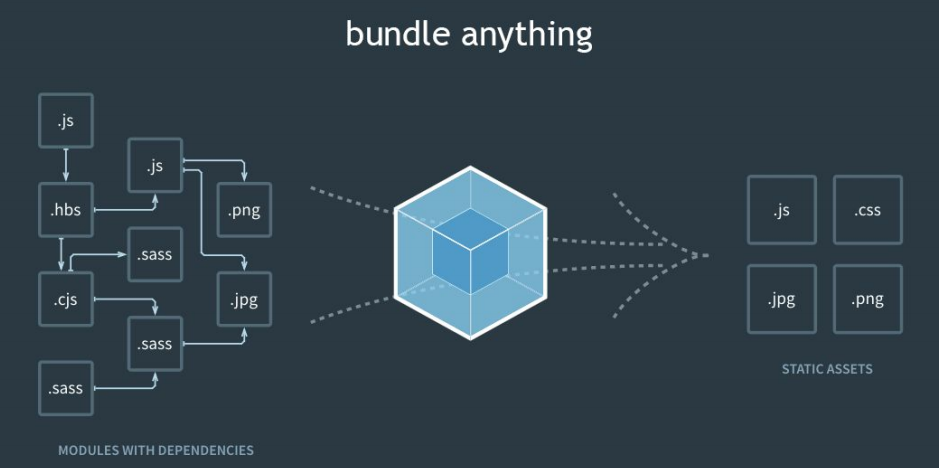 bundle anything
.js
.js
.hbs
.png
.sass
.cjs
.jpg
.sass
.sass
MODULES WITH DEPENDENCIES
.js
.css
.jpg
.png
STATIC ASSETS